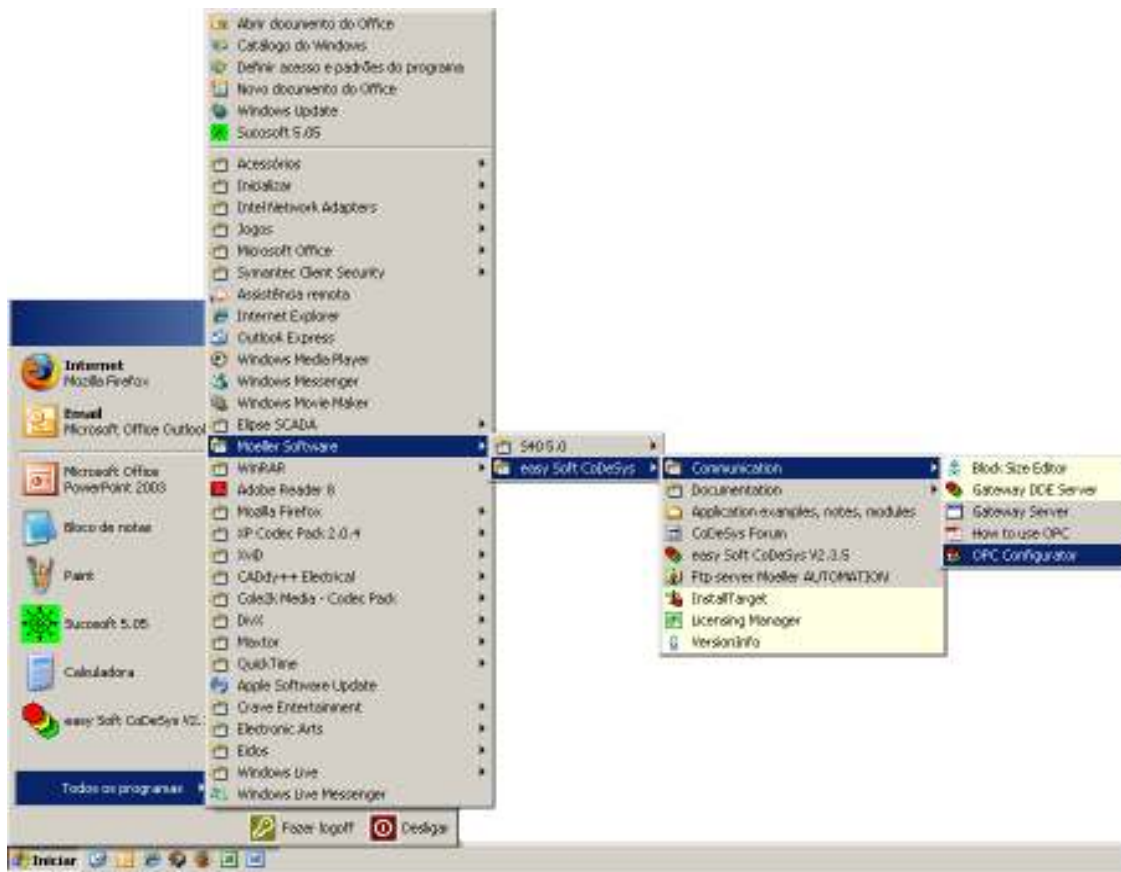 Abrir documento do Office
Catálogo do Windows
Definir acesso e padrões do programa
Novo documento do Office
Windows Update
Sucosoft 5.05
Acessórios
Inicializar
Intel Network Adapters
Jogos
Microsoft Office
Symantec Client Security
Assistência remota
Internet Explorer
Outlook Express
Windows Media Player
Windows Messenger
Windows Movie Maker
Elipse SCADA
Moeller Software
WinRAR
Adobe Reader 8
Mozilla Firefox
XP Codec Pack 2.0.4
XviD
CADdy++ Electrical
Cole2k Media - Codec Pack
DivX
Maxtor
QuickTime
Apple Software Update
Crave Entertainment
Electronic Arts
Eidos
Windows Live
Windows Live Messenger
Internet
Mozilla Firefox
Email
Microsoft Office Outlook
Microsoft Office
PowerPoint 2003
Bloco de notas
Paint
Sucosoft 5.05
Calculadora
easy Soft CoDeSys V2.
Todos os programas
S40 5.0
easy Soft CoDeSys
Communication
Documentation
Application examples, notes, modules
CoDeSys Forum
easy Soft CoDeSys V2.3.5
Ftp server Moeller AUTOMATION
InstallTarget
Licensing Manager
VersionInfo
Block Size Editor
Gateway DDE Server
Gateway Server
How to use OPC
OPC Configurator
Fazer logoff
Desligar
Iniciar